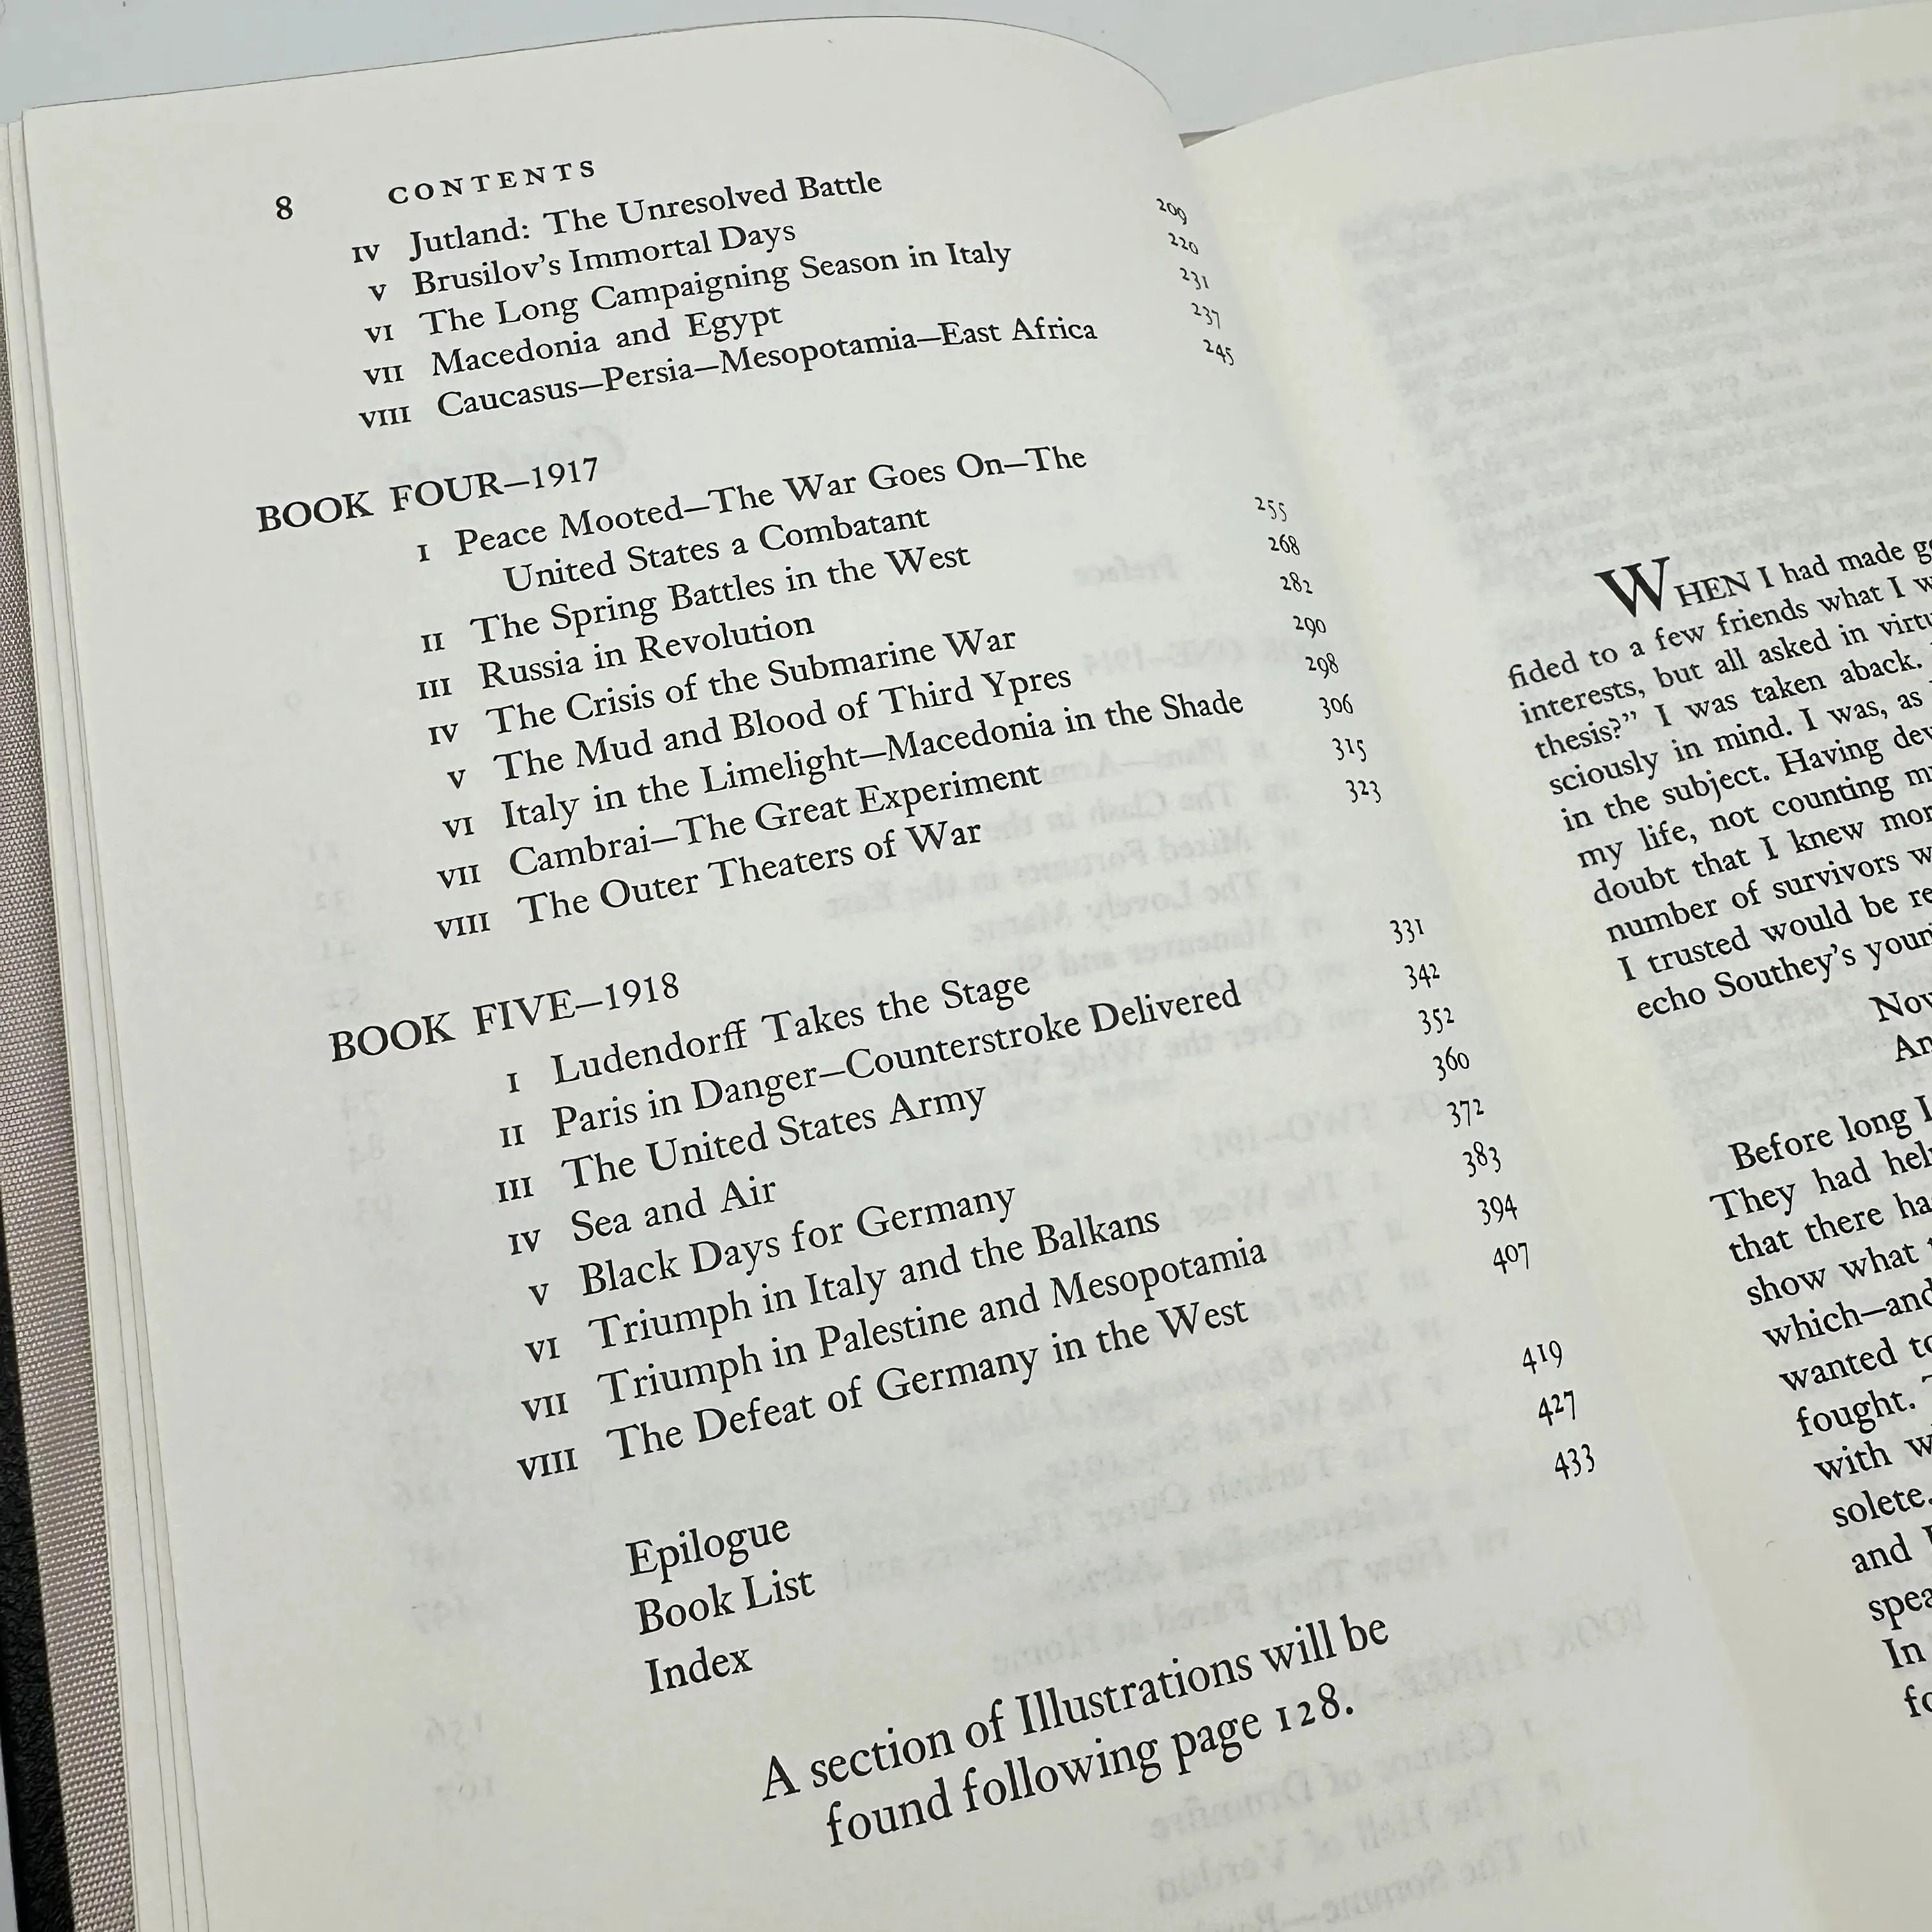 8 CONTENTS
IV Jutland: The Unresolved Battle 209
V Brusilov's Immortal Days 220
VI The Long Campaigning Season in Italy 231
VII Macedonia and Egypt 237
VIII Caucasus—Persia—Mesopotamia—East Africa 245
BOOK FOUR—1917
I Peace Mooted—The War Goes On—The
United States a Combatant 255
II The Spring Battles in the West 268
III Russia in Revolution 282
IV The Crisis of the Submarine War 290
V The Mud and Blood of Third Ypres 298
VI Italy in the Limelight—Macedonia in the Shade 306
VII Cambrai—The Great Experiment 315
VIII The Outer Theaters of War 323
BOOK FIVE—1918
I Ludendorff Takes the Stage 331
II Paris in Danger—Counterstroke Delivered 342
III The United States Army 352
IV Sea and Air 360
V Black Days for Germany 372
VI Triumph in Italy and the Balkans 383
VII Triumph in Palestine and Mesopotamia 394
VIII The Defeat of Germany in the West 407
Epilogue 419
Book List 427
Index 433
A section of Illustrations will be
found following page 128.
WHEN I had made
fided to a few friends what I
interests, but all asked in
thesis?" I was taken aback.
sciously in mind. I was, as
in the subject. Having
my life, not counting
doubt that I knew
number of survivors
I trusted would be
echo Southey's
Before long I
They had
that there
show what
which—and
wanted
fought.
with
solete.
and
In